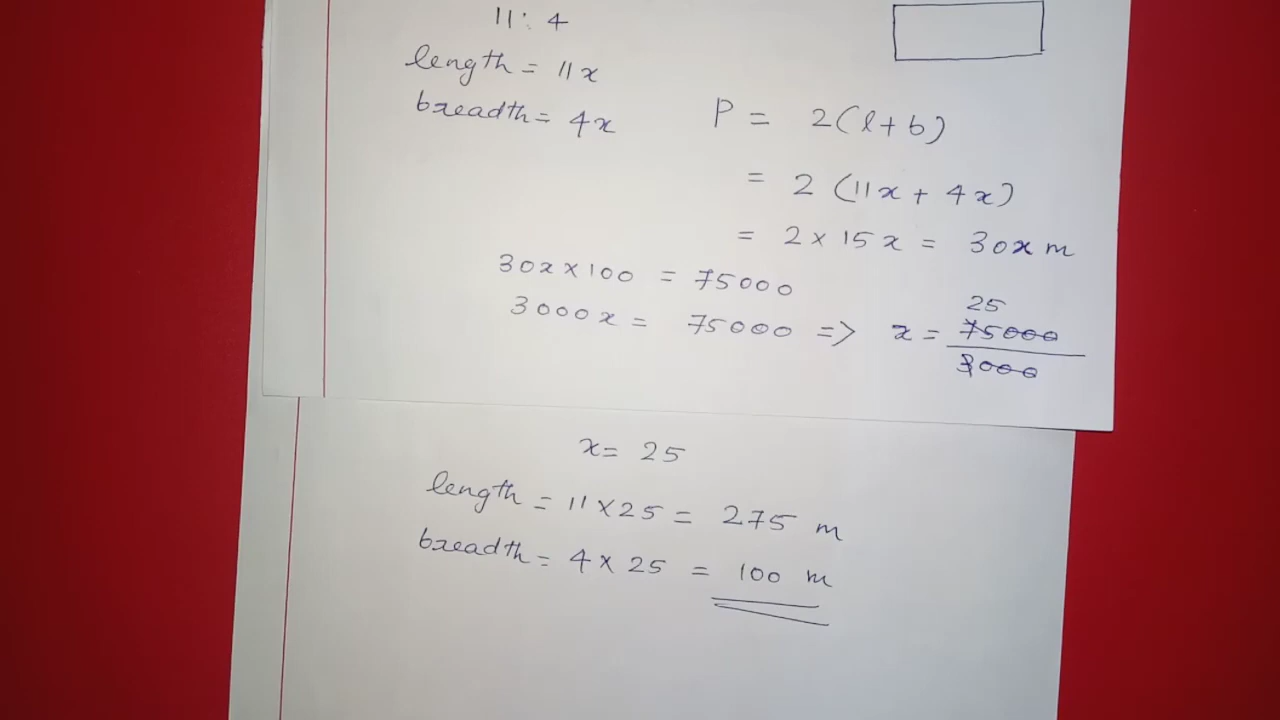 11:4
length = 11x
breadth = 4x
P = 2(l+b)
= 2 (11x + 4x)
= 2 × 15x = 30x m
30x × 100 = 75000
3000x = 75000 => x = 75000/3000 25
x = 25
length = 11 × 25 = 275 m
breadth = 4 × 25 = 100 m